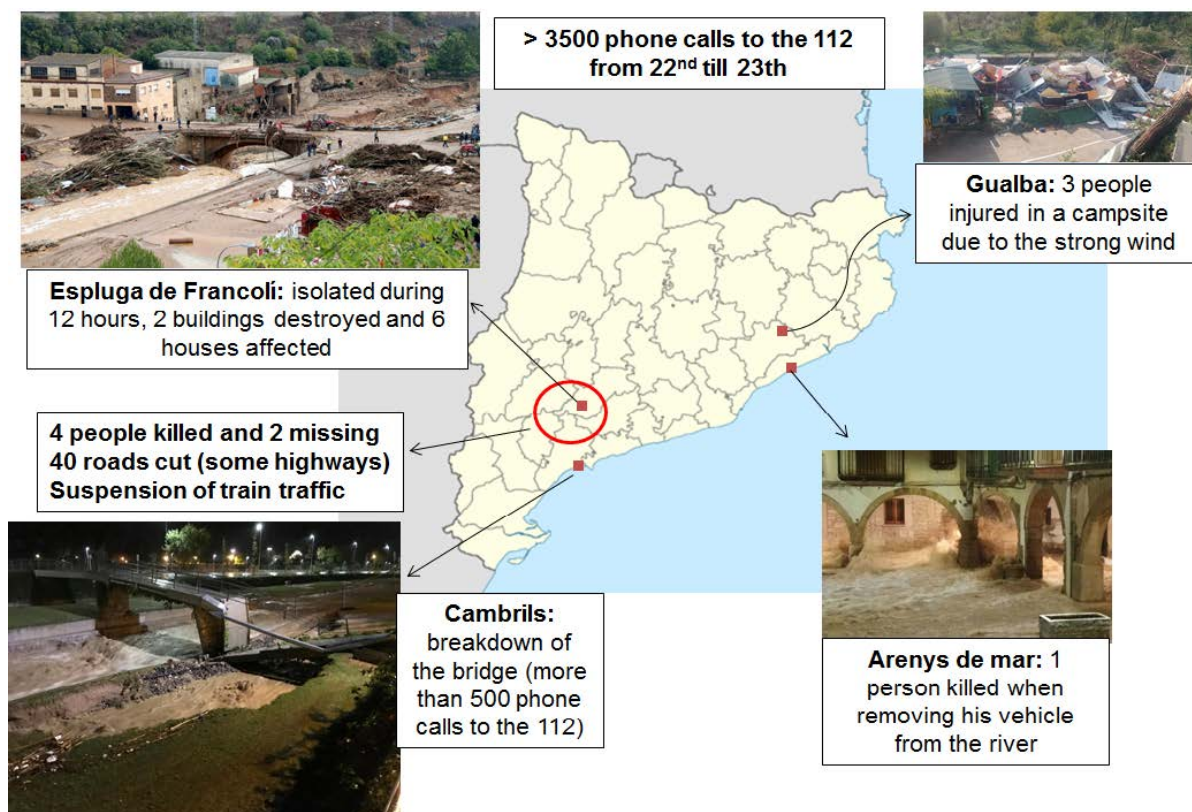 > 3500 phone calls to the 112
from 22nd till 23th
Gualba: 3 people
injured in a campsite
due to the strong wind
Espluga de Francolí: isolated during
12 hours, 2 buildings destroyed and 6
houses affected
4 people killed and 2 missing
40 roads cut (some highways)
Suspension of train traffic
Cambrils:
breakdown of
the bridge (more
than 500 phone
calls to the 112)
Arenys de mar: 1
person killed when
removing his vehicle
from the river